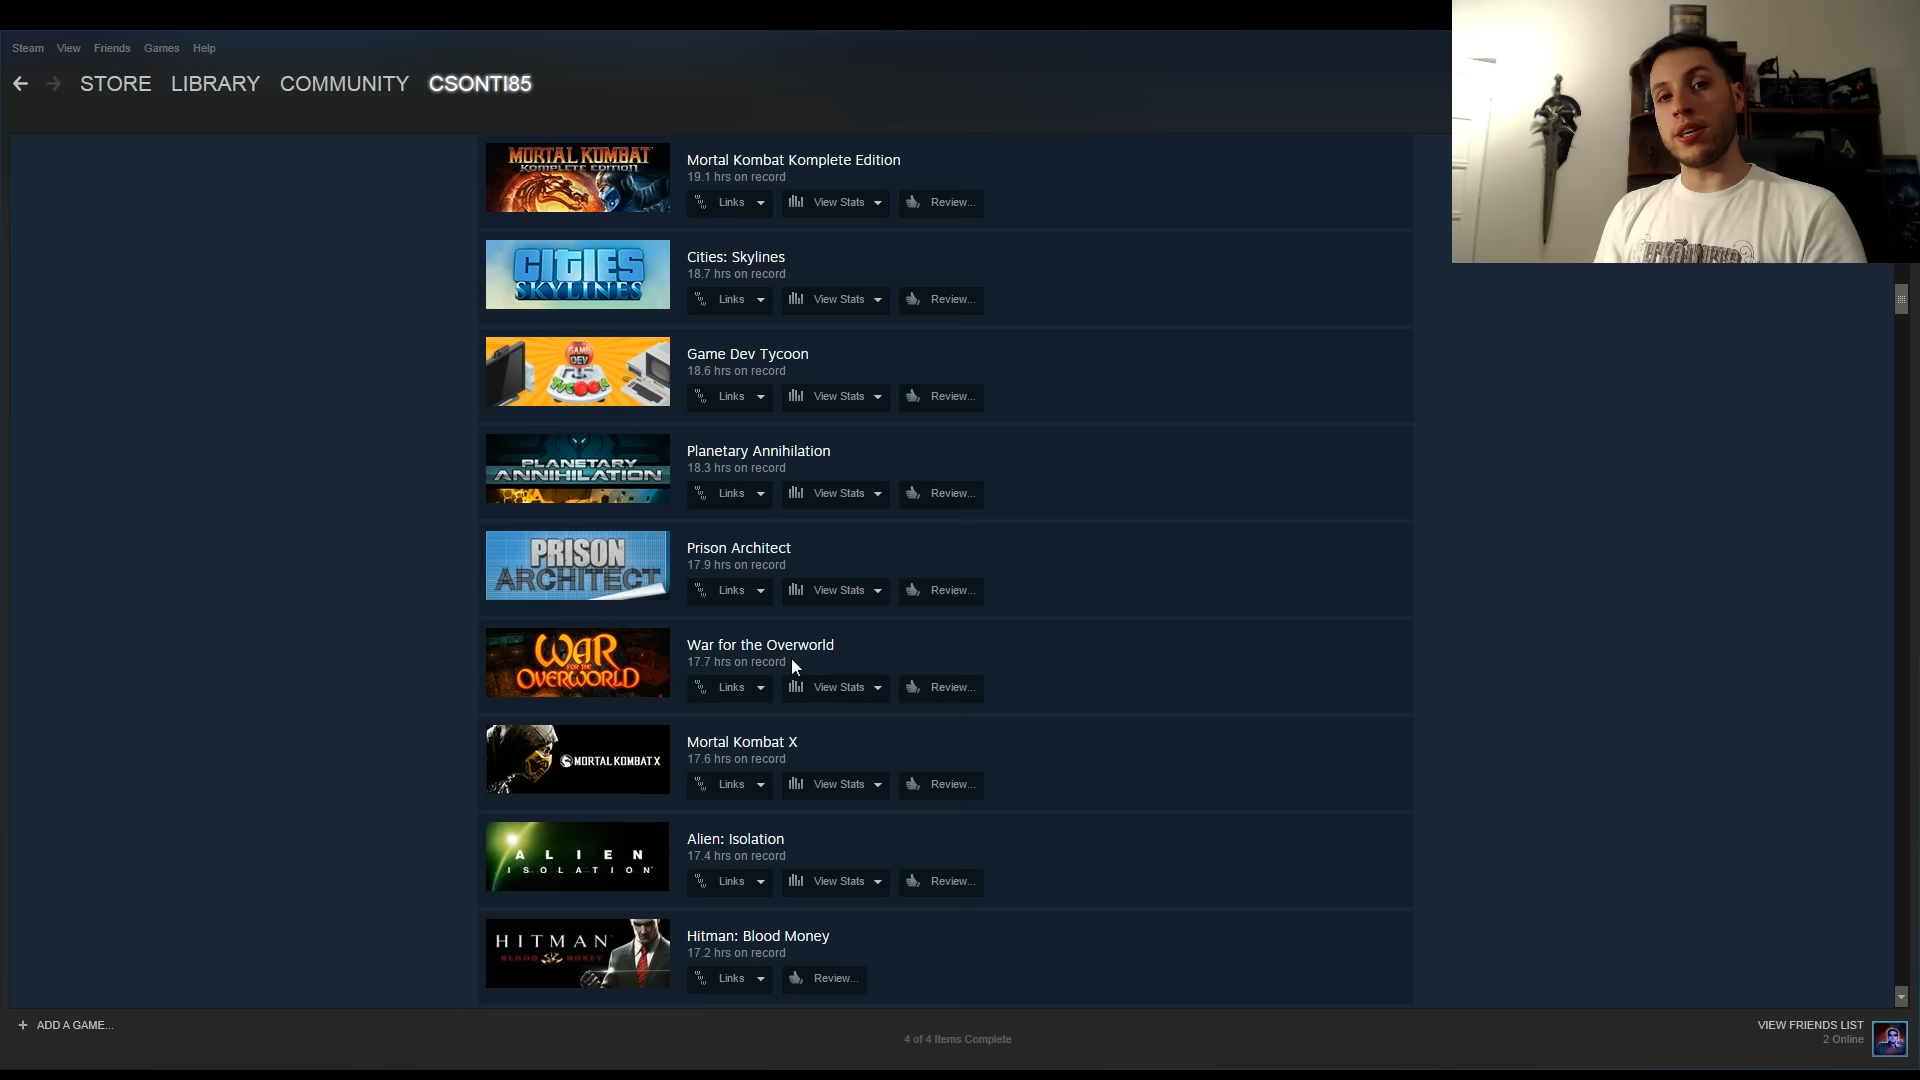 Steam View Friends Games Help
STORE LIBRARY COMMUNITY CSONTI85
MORTAL KOMBAT
KOMPLETE EDITION
Mortal Kombat Komplete Edition
19.1 hrs on record
Links View Stats Review...
CITIES
SKYLINES
Cities: Skylines
18.7 hrs on record
Links View Stats Review...
GAME
DEV
TYCOON
Game Dev Tycoon
18.6 hrs on record
Links View Stats Review...
PLANETARY
ANNIHILATION
Planetary Annihilation
18.3 hrs on record
Links View Stats Review...
PRISON
ARCHITECT
Prison Architect
17.9 hrs on record
Links View Stats Review...
WAR
FOR THE
OVERWORLD
War for the Overworld
17.7 hrs on record
Links View Stats Review...
MORTAL KOMBAT X
Mortal Kombat X
17.6 hrs on record
Links View Stats Review...
ALIEN
ISOLATION
Alien: Isolation
17.4 hrs on record
Links View Stats Review...
HITMAN
BLOOD MONEY
Hitman: Blood Money
17.2 hrs on record
Links Review...
+ ADD A GAME...
4 of 4 Items Complete
VIEW FRIENDS LIST
2 Online